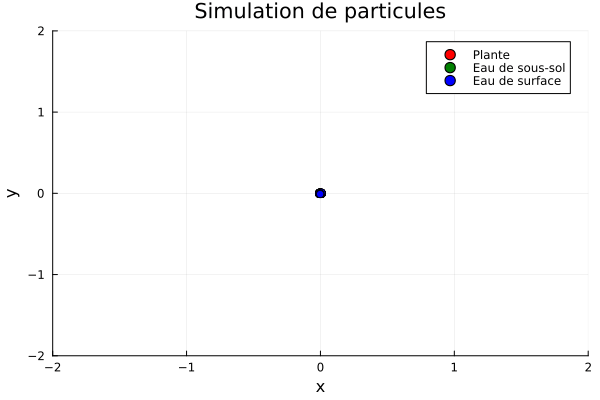 Simulation de particules
Plante
Eau de sous-sol
Eau de surface
y
2
1
0
−1
−2
−2
−1
0
1
2
x